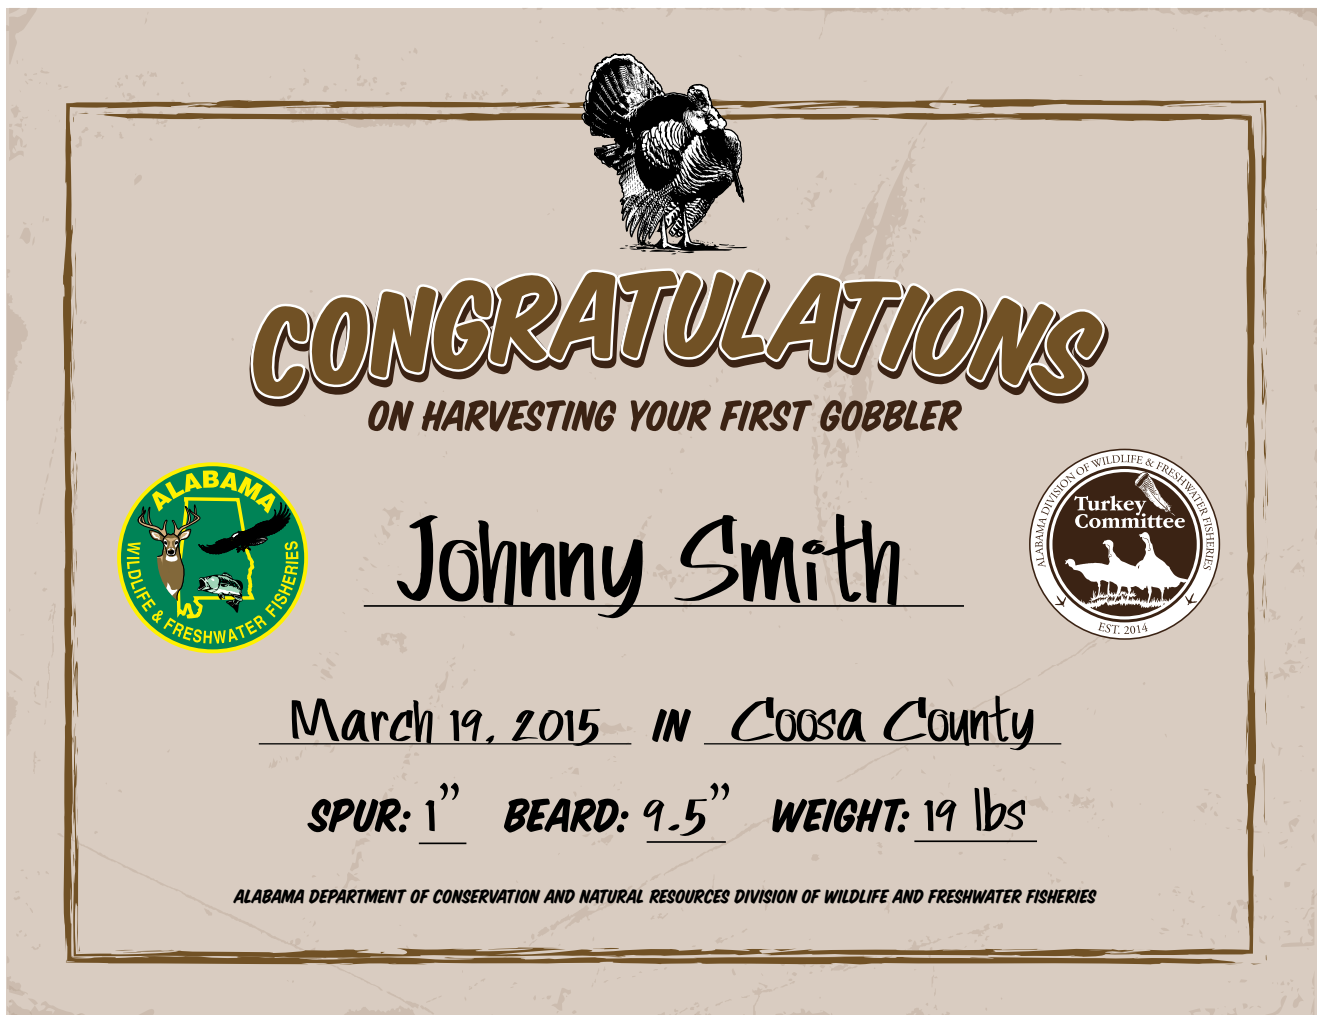 CONGRATULATIONS
ON HARVESTING YOUR FIRST GOBBLER
ALABAMA
WILDLIFE & FRESHWATER FISHERIES
Johnny Smith
ALABAMA DIVISION OF WILDLIFE & FRESHWATER FISHERIES
Turkey
Committee
EST. 2014
March 19, 2015 IN Coosa County
SPUR: 1” BEARD: 9.5” WEIGHT: 19 lbs
ALABAMA DEPARTMENT OF CONSERVATION AND NATURAL RESOURCES DIVISION OF WILDLIFE AND FRESHWATER FISHERIES